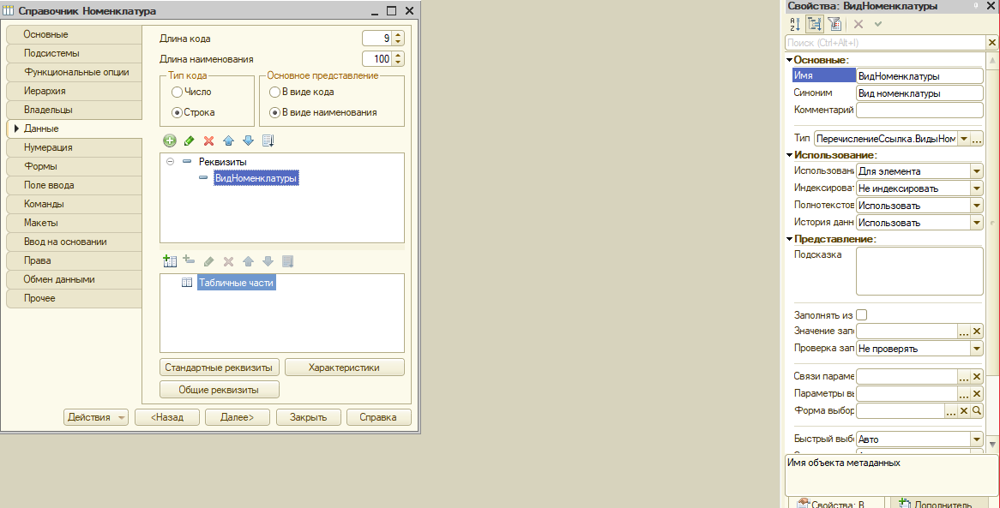 Справочник Номенклатура
Основные
Подсистемы
Функциональные опции
Иерархия
Владельцы
Данные
Нумерация
Формы
Поле ввода
Команды
Макеты
Ввод на основании
Права
Обмен данными
Прочее
Длина кода
9
Длина наименования
100
Тип кода
Число
Строка
Основное представление
В виде кода
В виде наименования
Реквизиты
ВидНоменклатуры
Табличные части
Стандартные реквизиты
Характеристики
Общие реквизиты
Действия
<Назад
Далее>
Закрыть
Справка
Свойства: ВидНоменклатуры
Поиск (Ctrl+Alt+I)
Основные:
Имя ВидНоменклатуры
Синоним Вид номенклатуры
Комментарий
Тип ПеречислениеСсылка.ВидыНом
Использование:
Использовани Для элемента
Индексироват Не индексировать
Полнотекстов Использовать
История данн Использовать
Представление:
Подсказка
Заполнять из
Значение запо
Проверка зап Не проверять
Связи параме
Параметры вы
Форма выбор
Быстрый выбо Авто
Имя объекта метаданных
Свойства: В
Дополнитель